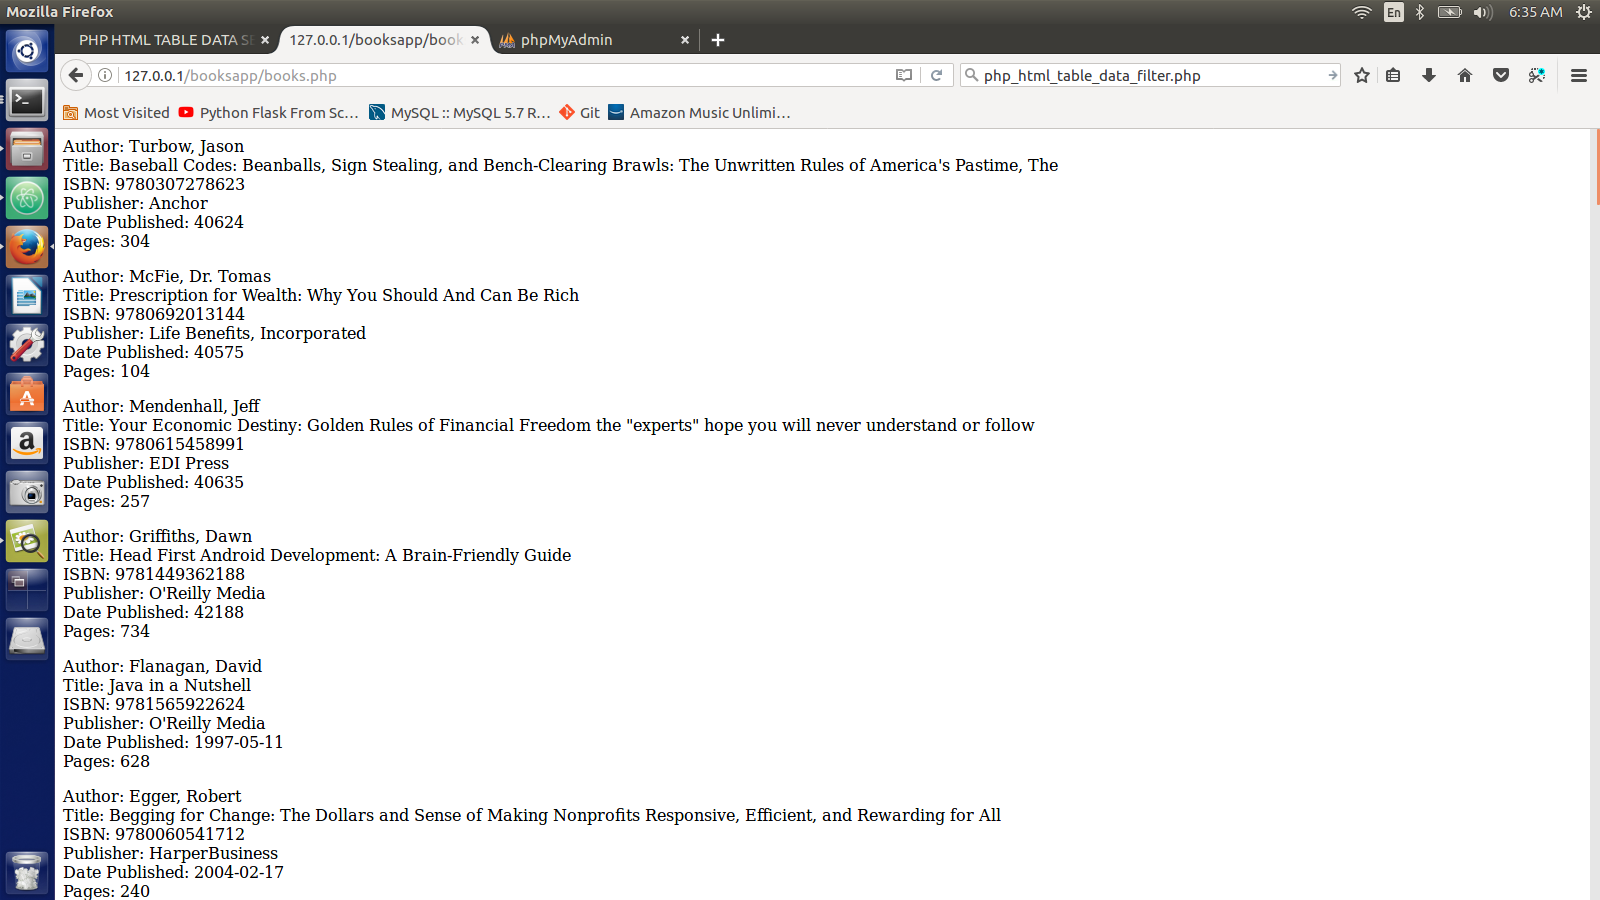 Mozilla Firefox
En
6:35 AM
PHP HTML TABLE DATA SE
127.0.0.1/booksapp/book
phpMyAdmin
127.0.0.1/booksapp/books.php
php_html_table_data_filter.php
Most Visited
Python Flask From Sc...
MySQL :: MySQL 5.7 R...
Git
Amazon Music Unlimi...
Author: Turbow, Jason
Title: Baseball Codes: Beanballs, Sign Stealing, and Bench-Clearing Brawls: The Unwritten Rules of America's Pastime, The
ISBN: 9780307278623
Publisher: Anchor
Date Published: 40624
Pages: 304
Author: McFie, Dr. Tomas
Title: Prescription for Wealth: Why You Should And Can Be Rich
ISBN: 9780692013144
Publisher: Life Benefits, Incorporated
Date Published: 40575
Pages: 104
Author: Mendenhall, Jeff
Title: Your Economic Destiny: Golden Rules of Financial Freedom the "experts" hope you will never understand or follow
ISBN: 9780615458991
Publisher: EDI Press
Date Published: 40635
Pages: 257
Author: Griffiths, Dawn
Title: Head First Android Development: A Brain-Friendly Guide
ISBN: 9781449362188
Publisher: O'Reilly Media
Date Published: 42188
Pages: 734
Author: Flanagan, David
Title: Java in a Nutshell
ISBN: 9781565922624
Publisher: O'Reilly Media
Date Published: 1997-05-11
Pages: 628
Author: Egger, Robert
Title: Begging for Change: The Dollars and Sense of Making Nonprofits Responsive, Efficient, and Rewarding for All
ISBN: 9780060541712
Publisher: HarperBusiness
Date Published: 2004-02-17
Pages: 240